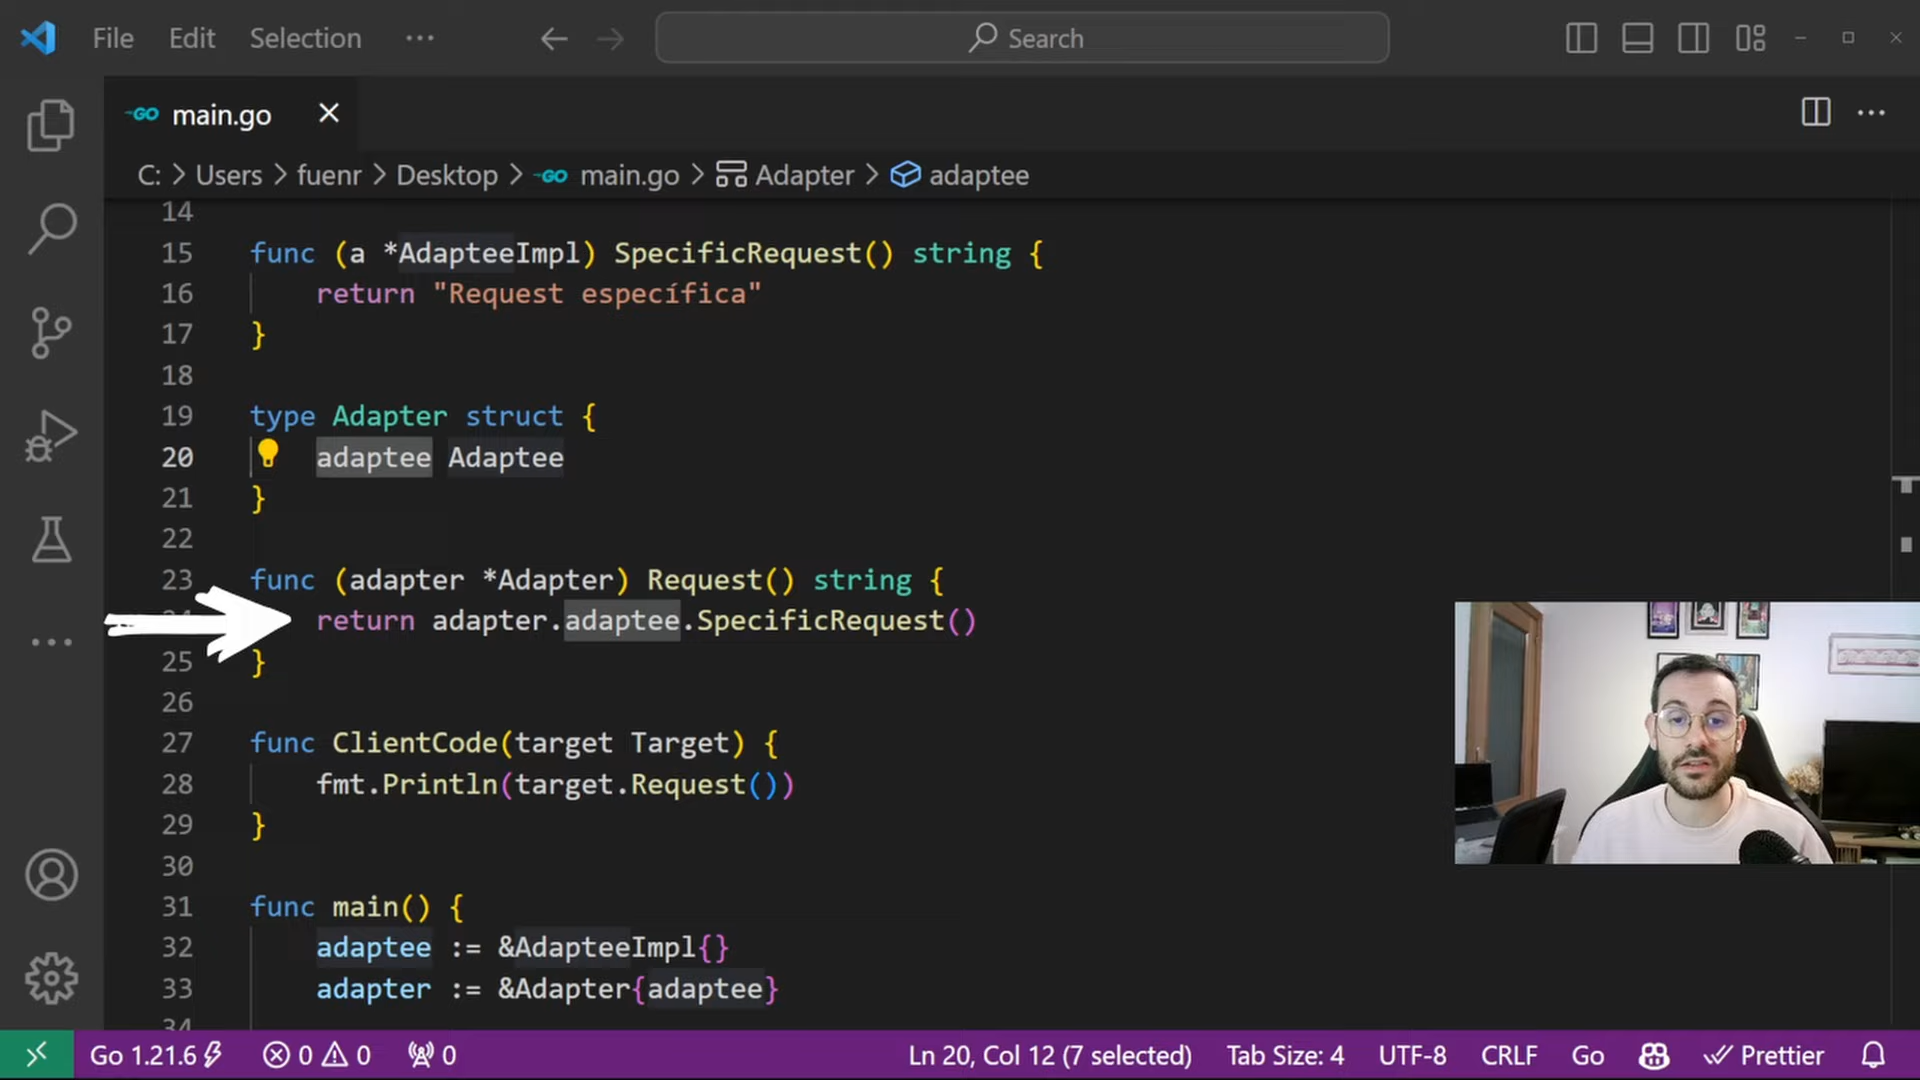 File Edit Selection ··· Search
GO main.go
C: > Users > fuenr > Desktop > GO main.go > Adapter > adaptee
14
15 func (a *AdapteeImpl) SpecificRequest() string {
16 return "Request específica"
17 }
18
19 type Adapter struct {
20 adaptee Adaptee
21 }
22
23 func (adapter *Adapter) Request() string {
return adapter.adaptee.SpecificRequest()
25 }
26
27 func ClientCode(target Target) {
28 fmt.Println(target.Request())
29 }
30
31 func main() {
32 adaptee := &AdapteeImpl{}
33 adapter := &Adapter{adaptee}
34
Go 1.21.6 0 0 0 Ln 20, Col 12 (7 selected) Tab Size: 4 UTF-8 CRLF Go Prettier